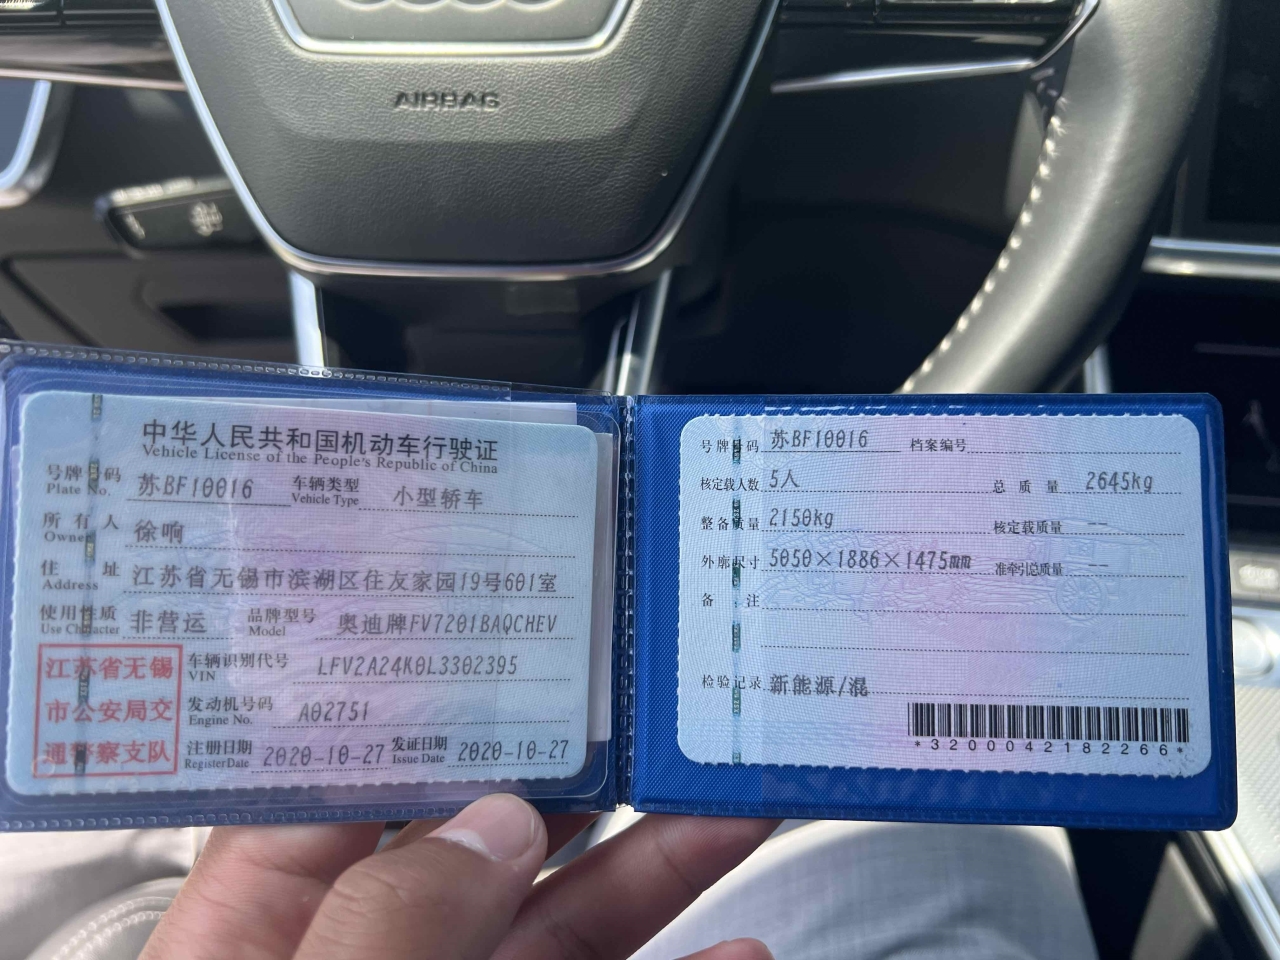 AIRBAG
中华人民共和国机动车行驶证
Vehicle License of the People's Republic of China
号牌号码 苏BF10016 车辆类型 小型轿车
Plate No. Vehicle Type
所有人 徐响
Owner
住址 江苏省无锡市滨湖区住友家园19号601室
Address
使用性质 非营运 品牌型号 奥迪牌FV7201BAQCHEV
Use Character Model
江苏省无锡
市公安局交
通警察支队
车辆识别代号 LFV2A24K0L3302395
VIN
发动机号码 A02751
Engine No.
注册日期 2020-10-27 发证日期 2020-10-27
Register Date Issue Date
号牌号码 苏BF10016 档案编号
核定载人数 5人 总质量 2645kg
整备质量 2150kg 核定载质量 --
外廓尺寸 5050×1886×1475mm 准牵引总质量 --
备注
检验记录 新能源/混
*3200042182266*